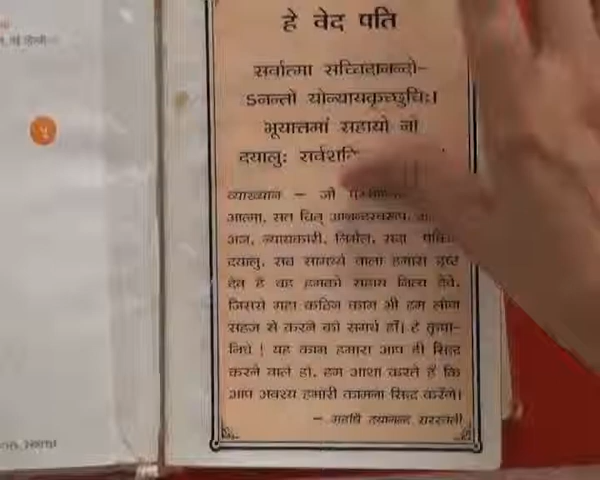 हे वेद पति
सर्वात्मा सच्चिदानन्दो-
ऽनन्तो योन्यायकृच्छुचिः।
भूयात्तमां सहायो नो
दयालुः
व्याख्यान - जो
आत्मा, सत चित् आनन्दस्वरूप,
अज, न्यायकारी, निर्मल, सदा
दयालु, सब सामर्थ्य वाला हमारा इष्ट
देव है वह हमको सहाय नित्य देवे,
जिससे महा कठिन काम भी हम लोग
सहज से करने को समर्थ हों। हे कृपा-
निधे ! यह काम हमारा आप ही सिद्ध
करने वाले हो, हम आशा करते हैं कि
आप अवश्य हमारी कामना सिद्ध करेंगे।
- महर्षि दयानन्द सरस्वती